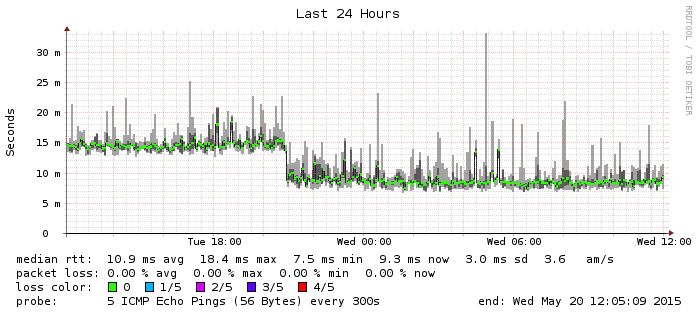 Last 24 Hours
RRDTOOL / TOBI OETIKER
Seconds
30 m
25 m
20 m
15 m
10 m
5 m
0
Tue 18:00 Wed 00:00 Wed 06:00 Wed 12:00
median rtt: 10.9 ms avg 18.4 ms max 7.5 ms min 9.3 ms now 3.0 ms sd 3.6 am/s
packet loss: 0.00 % avg 0.00 % max 0.00 % min 0.00 % now
loss color: 0 1/5 2/5 3/5 4/5
probe: 5 ICMP Echo Pings (56 Bytes) every 300s end: Wed May 20 12:05:09 2015